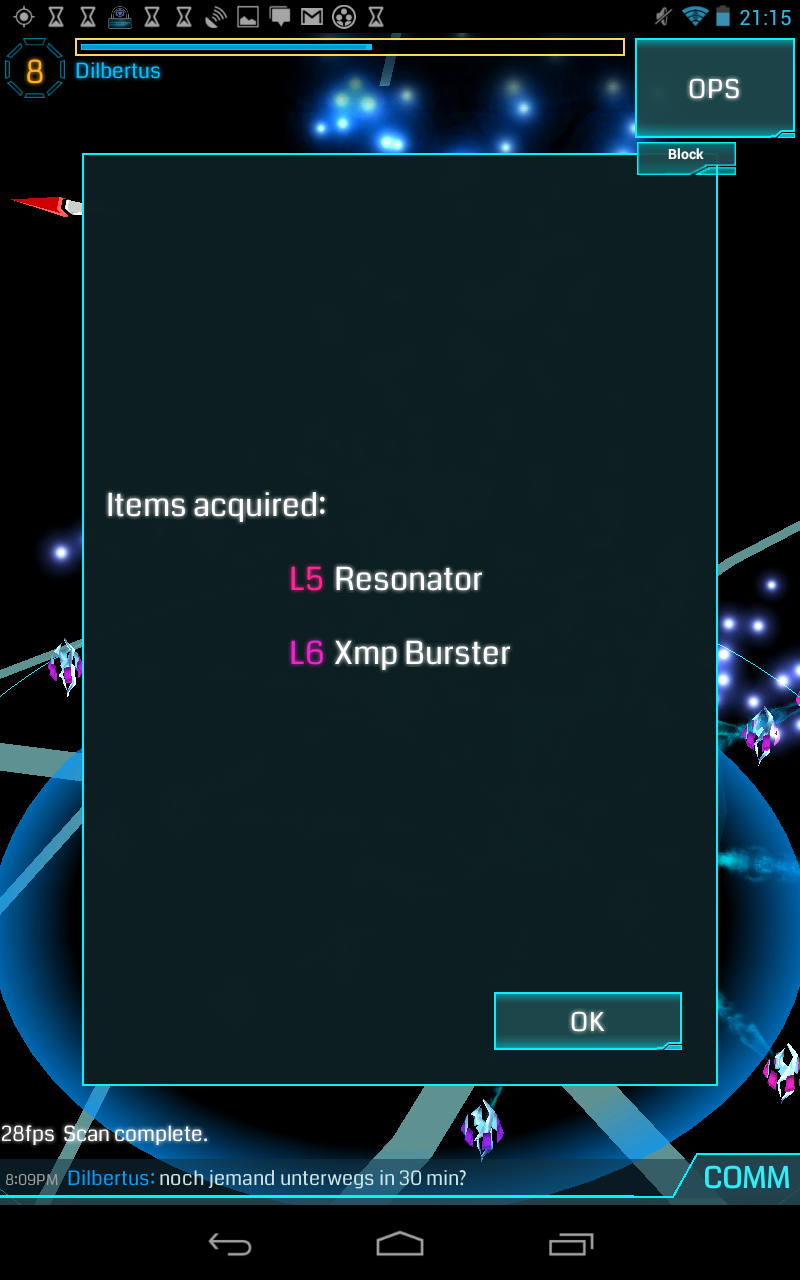 21:15
8
Dilbertus
OPS
Block
Items acquired:
L5 Resonator
L6 Xmp Burster
OK
28fps Scan complete.
8:09PM Dilbertus: noch jemand unterwegs in 30 min?
COMM